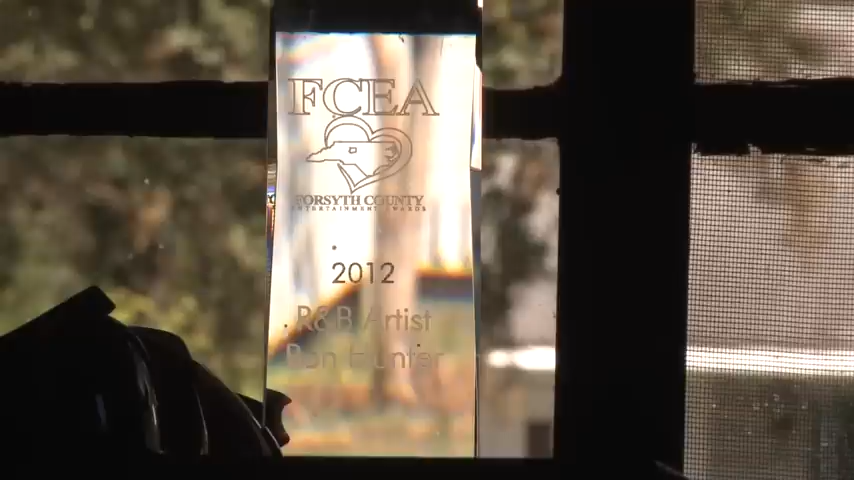 FCEA
FORSYTH COUNTY
ENTERTAINMENT AWARDS
2012
R&B Artist
Ron Hunter